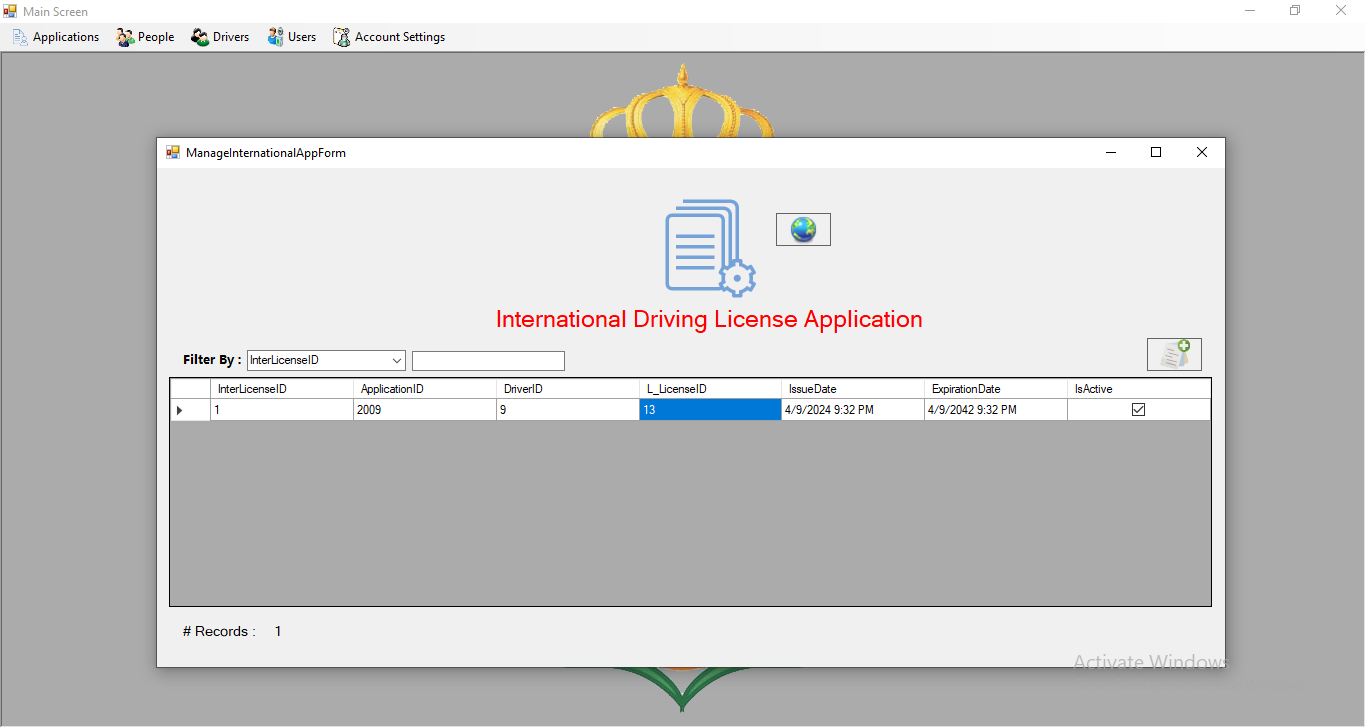 Main Screen
Applications People Drivers Users Account Settings
ManageInternationalAppForm
International Driving License Application
Filter By : InterLicenseID
InterLicenseID ApplicationID DriverID L_LicenseID IssueDate ExpirationDate IsActive
1 2009 9 13 4/9/2024 9:32 PM 4/9/2042 9:32 PM
# Records : 1
Activate Windows